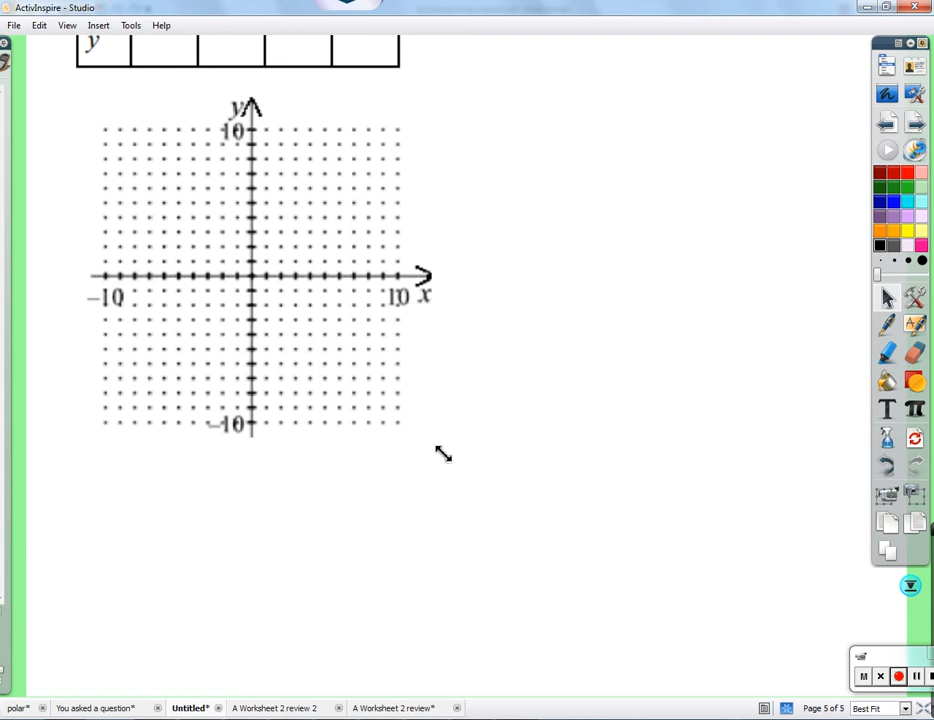 ActivInspire - Studio
File Edit View Insert Tools Help
y
y
10
-10
10 x
-10
T π
M
polar* You asked a question* Untitled* A Worksheet 2 review 2 A Worksheet 2 review* Page 5 of 5 Best Fit